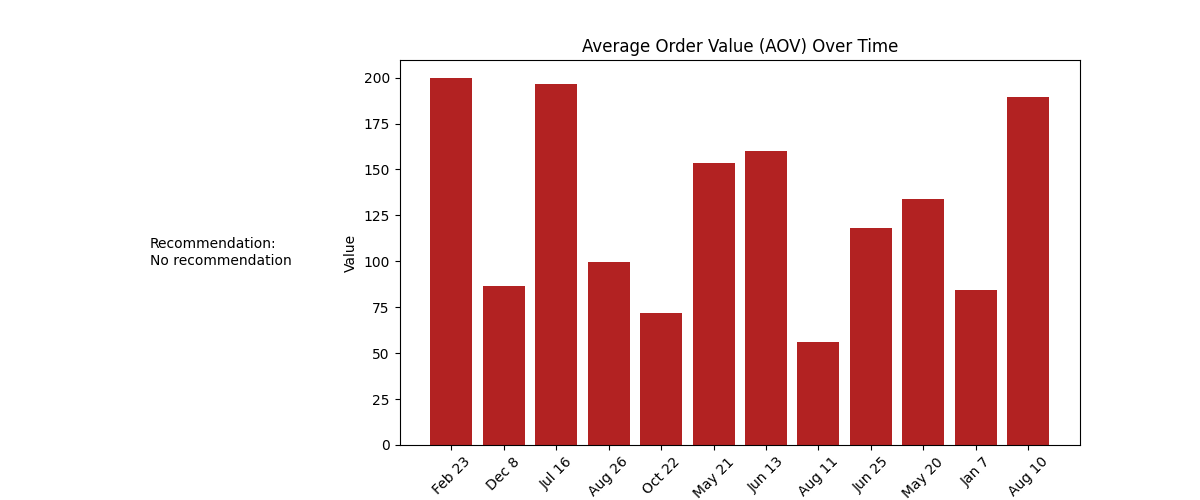 Average Order Value (AOV) Over Time
Recommendation:
No recommendation
Value
200
175
150
125
100
75
50
25
0
Feb 23
Dec 8
Jul 16
Aug 26
Oct 22
May 21
Jun 13
Aug 11
Jun 25
May 20
Jan 7
Aug 10